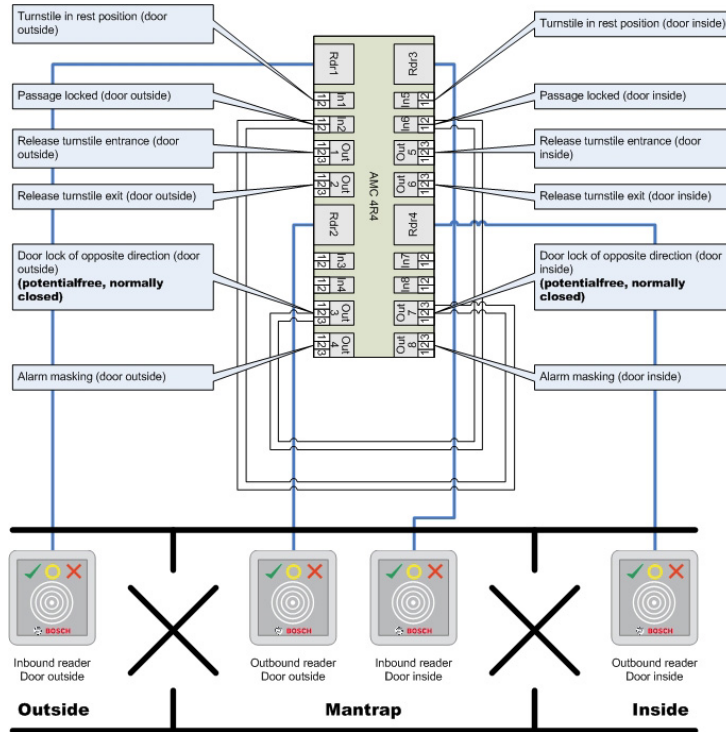 Turnstile in rest position (door
outside)
Turnstile in rest position (door inside)
Rdr1
Rdr3
12
In1
In5
12
Passage locked (door outside)
Passage locked (door inside)
12
In2
In6
12
Release turnstile entrance (door
outside)
Release turnstile entrance (door
inside)
123
Out
1
Out
5
123
AMC 4R4
Release turnstile exit (door outside)
Release turnstile exit (door inside)
123
Out
2
Out
6
123
Rdr2
Rdr4
Door lock of opposite direction (door
outside)
(potentialfree, normally
closed)
Door lock of opposite direction (door
inside)
(potentialfree, normally
closed)
12
In3
In7
12
12
In4
In8
12
123
Out
3
Out
7
123
Alarm masking (door outside)
Alarm masking (door inside)
123
Out
4
Out
8
123
BOSCH
BOSCH
BOSCH
BOSCH
Inbound reader
Door outside
Outbound reader
Door outside
Inbound reader
Door inside
Outbound reader
Door inside
Outside
Mantrap
Inside